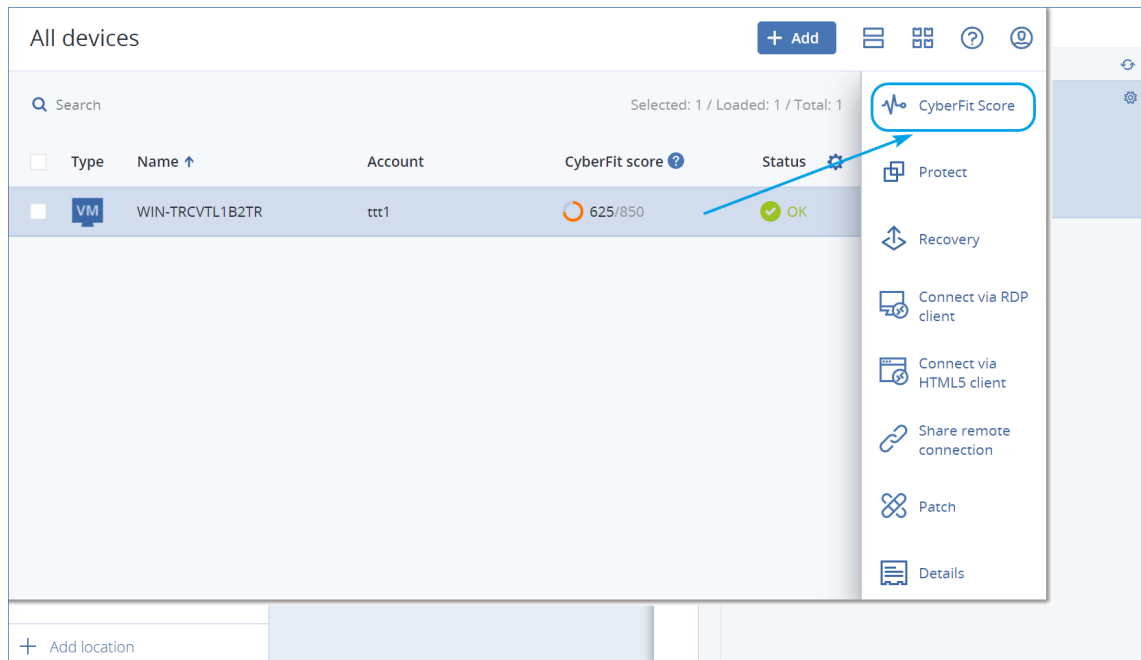 All devices
+ Add
Search
Selected: 1 / Loaded: 1 / Total: 1
Type Name Account CyberFit score Status
VM WIN-TRCVTL1B2TR ttt1 625/850 OK
CyberFit Score
Protect
Recovery
Connect via RDP
client
Connect via
HTML5 client
Share remote
connection
Patch
Details
+ Add location